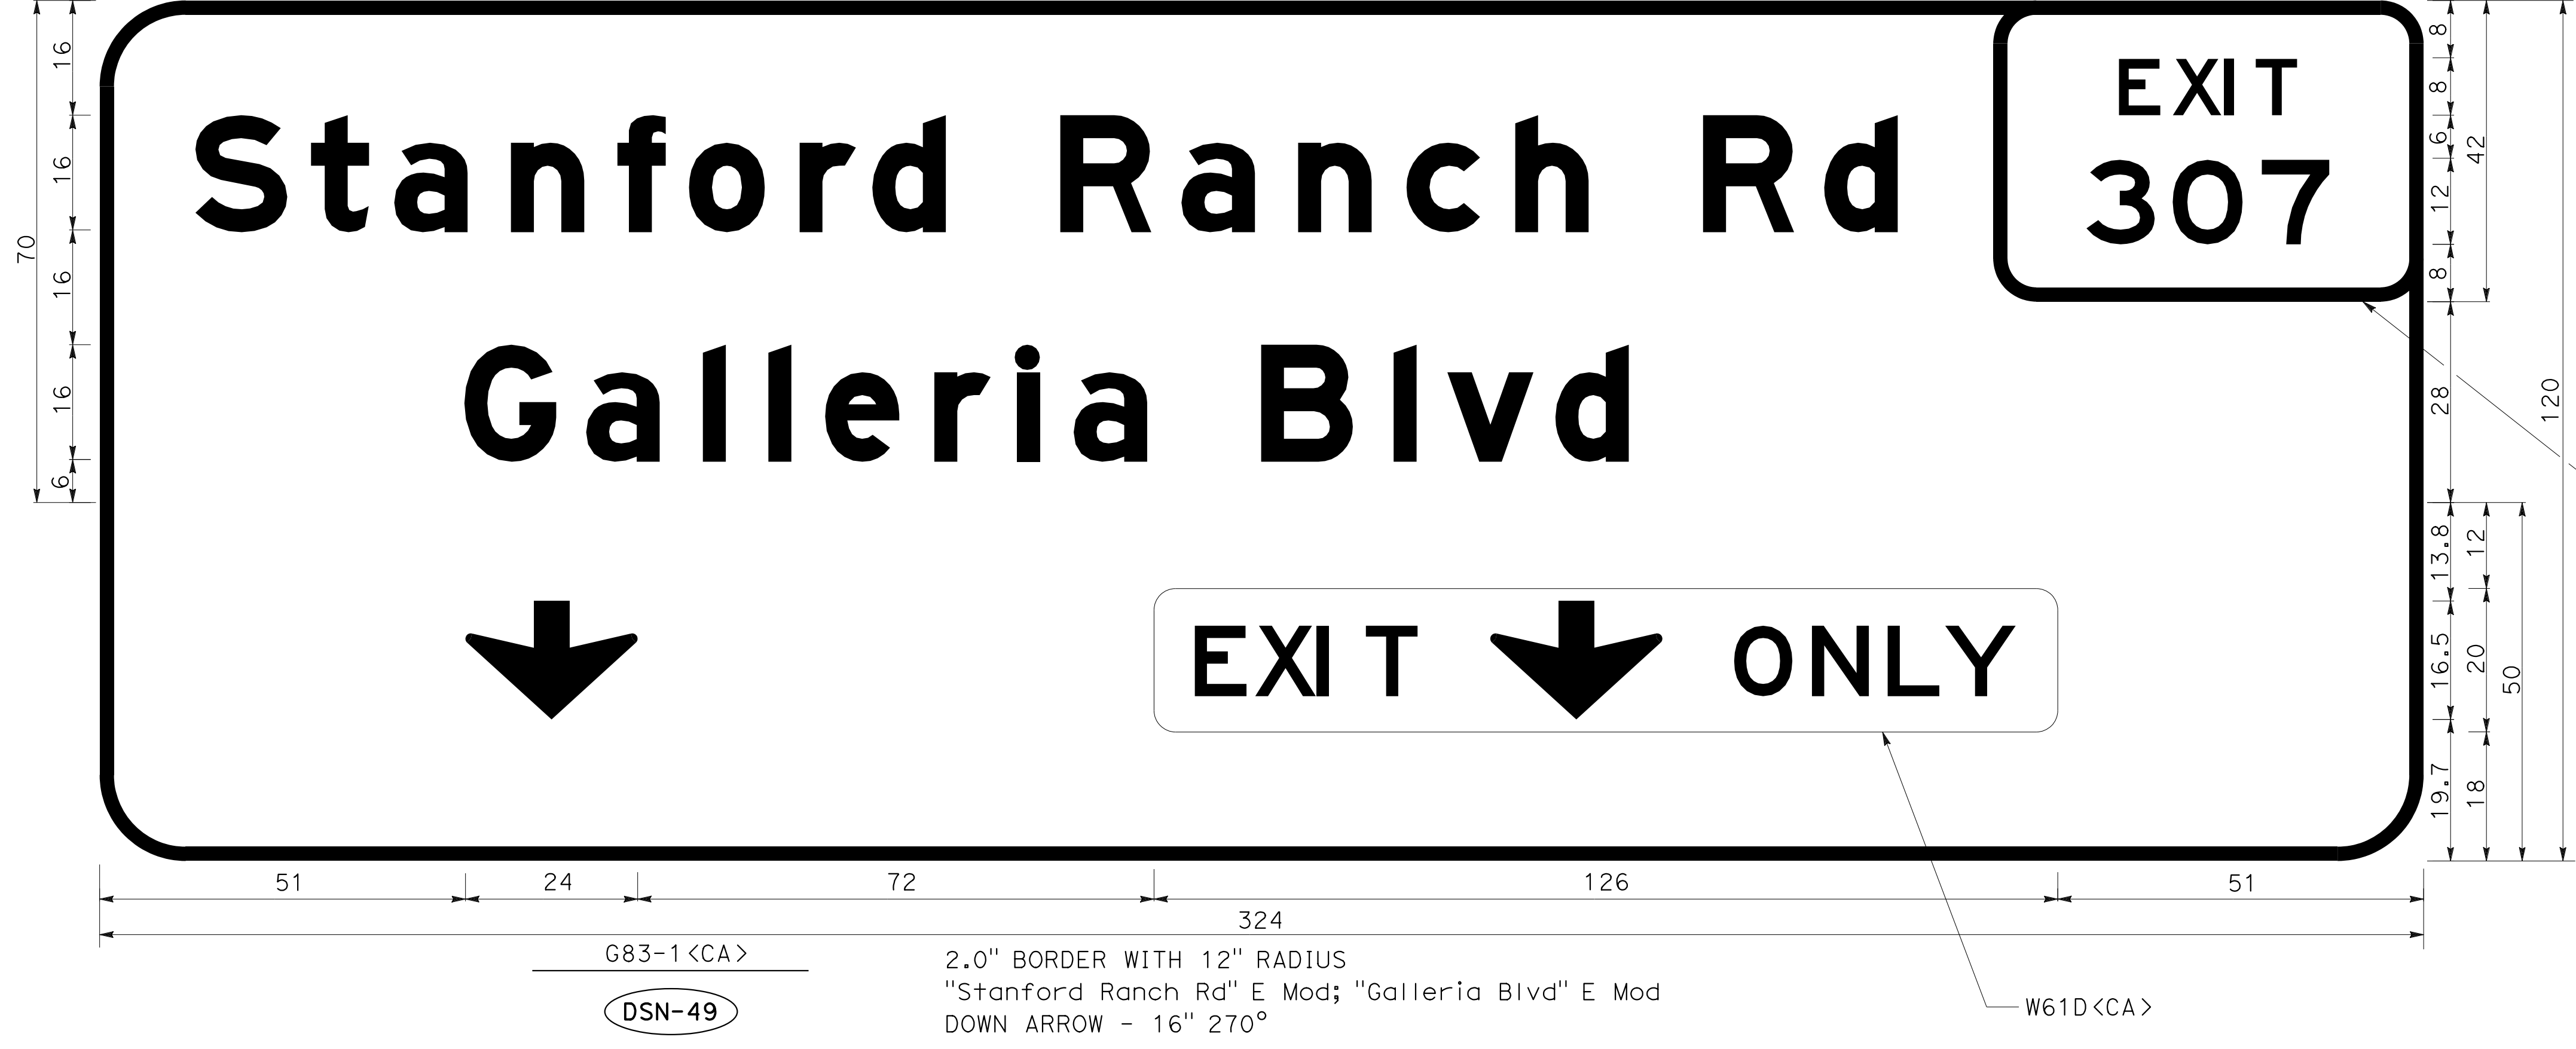 EXIT
307
Stanford Ranch Rd
Galleria Blvd
EXIT ONLY
16
16
16
16
6
70
8
8
6
12
8
42
28
120
13.8
16.5
19.7
12
20
18
50
51 24 72 126 51
324
G83-1<CA>
DSN-49
2.0" BORDER WITH 12" RADIUS
"Stanford Ranch Rd" E Mod; "Galleria Blvd" E Mod
DOWN ARROW - 16" 270°
W61D<CA>